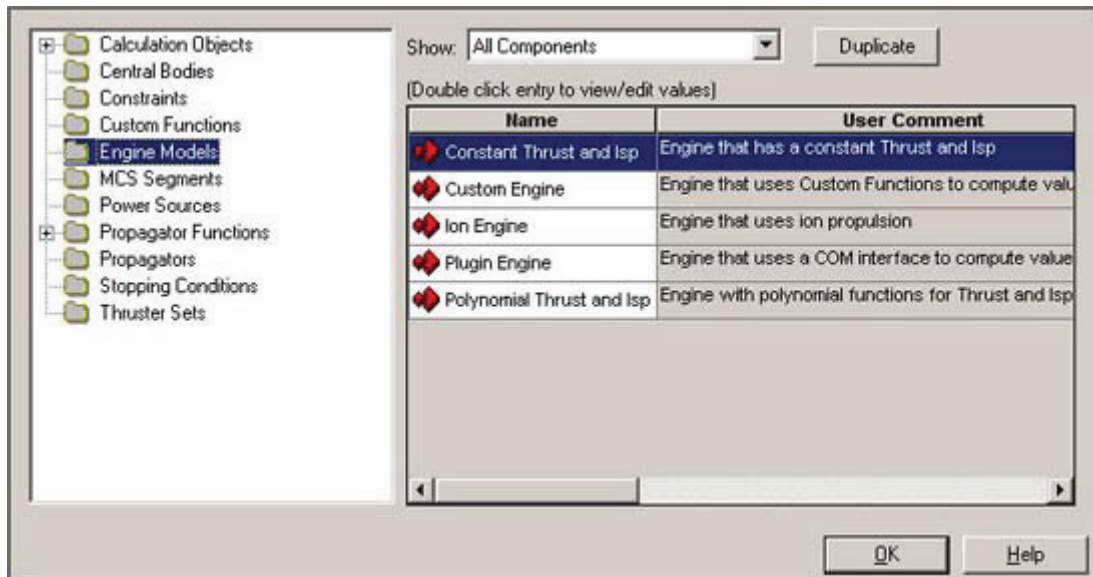 Calculation Objects
Central Bodies
Constraints
Custom Functions
Engine Models
MCS Segments
Power Sources
Propagator Functions
Propagators
Stopping Conditions
Thruster Sets
Show: All Components
Duplicate
(Double click entry to view/edit values)
Name User Comment
Constant Thrust and Isp Engine that has a constant Thrust and Isp
Custom Engine Engine that uses Custom Functions to compute valu
Ion Engine Engine that uses ion propulsion
Plugin Engine Engine that uses a COM interface to compute value
Polynomial Thrust and Isp Engine with polynomial functions for Thrust and Isp
OK Help